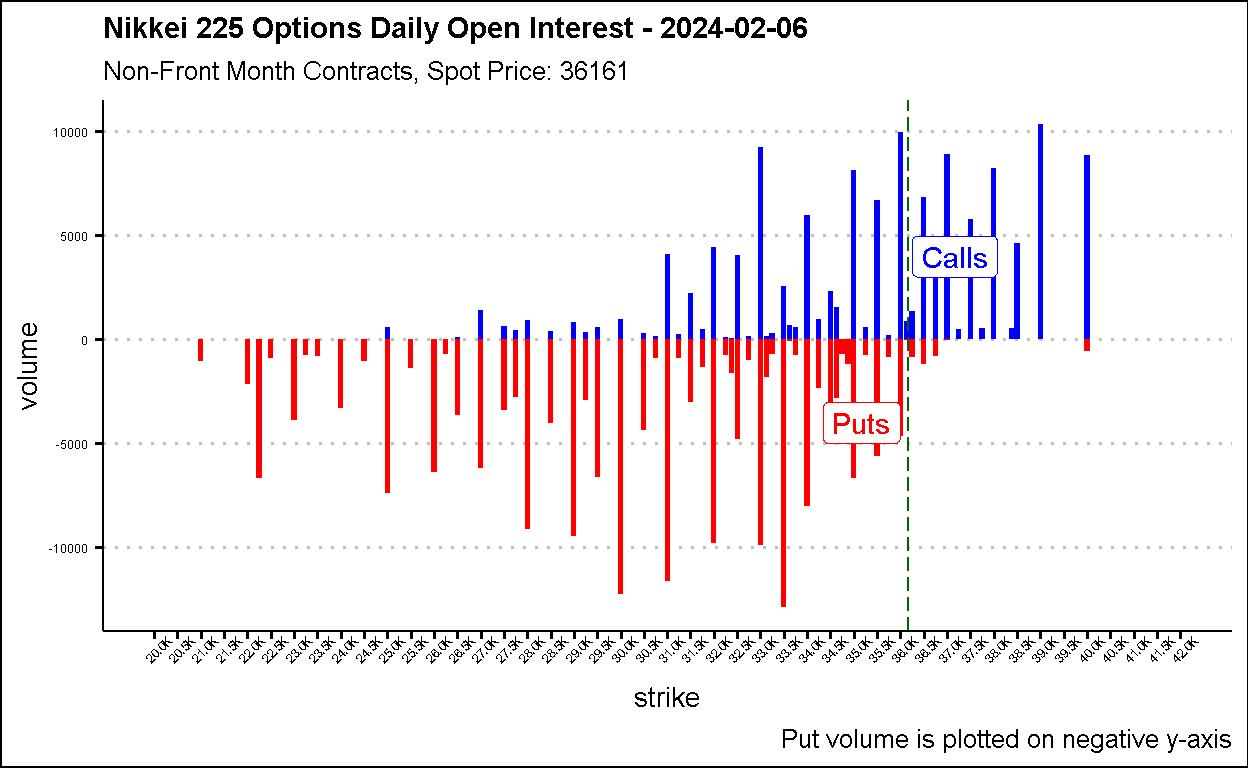 Nikkei 225 Options Daily Open Interest - 2024-02-06
Non-Front Month Contracts, Spot Price: 36161
10000
5000
0
-5000
-10000
volume
Calls
Puts
20.0K 20.5K 21.0K 21.5K 22.0K 22.5K 23.0K 23.5K 24.0K 24.5K 25.0K 25.5K 26.0K 26.5K 27.0K 27.5K 28.0K 28.5K 29.0K 29.5K 30.0K 30.5K 31.0K 31.5K 32.0K 32.5K 33.0K 33.5K 34.0K 34.5K 35.0K 35.5K 36.0K 36.5K 37.0K 37.5K 38.0K 38.5K 39.0K 39.5K 40.0K 40.5K 41.0K 41.5K 42.0K
strike
Put volume is plotted on negative y-axis